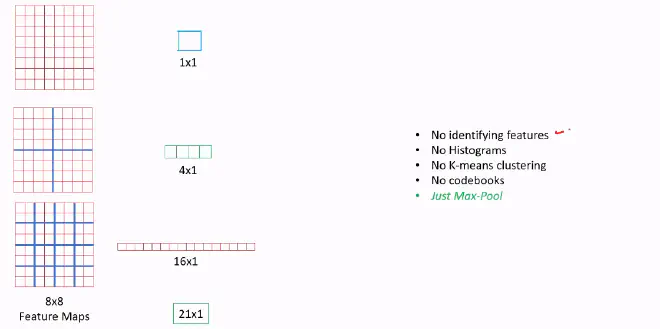 1x1
4x1
16x1
8x8
Feature Maps
21x1
• No identifying features
• No Histograms
• No K-means clustering
• No codebooks
• Just Max-Pool